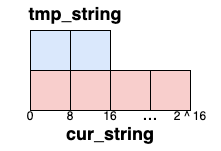 tmp_string
0 8 16 ... 2^16
cur_string